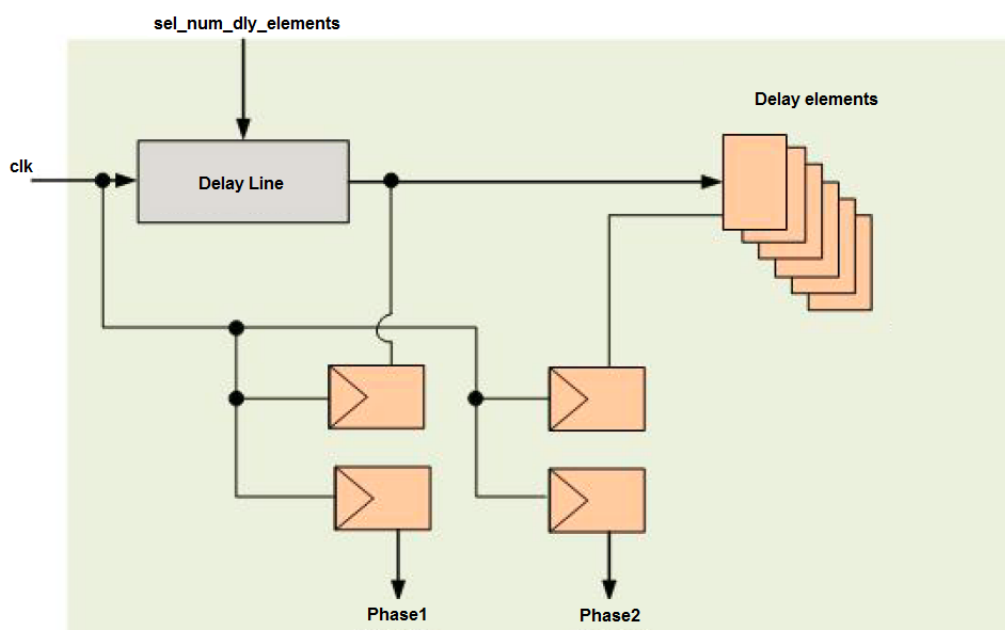 sel_num_dly_elements
Delay elements
clk
Delay Line
Phase1
Phase2